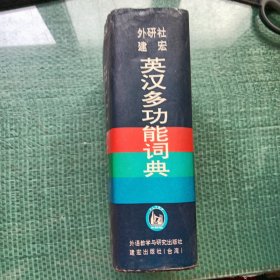 外研社
建宏
英汉多功能词典
外语教学与研究出版社
建宏出版社(台湾)